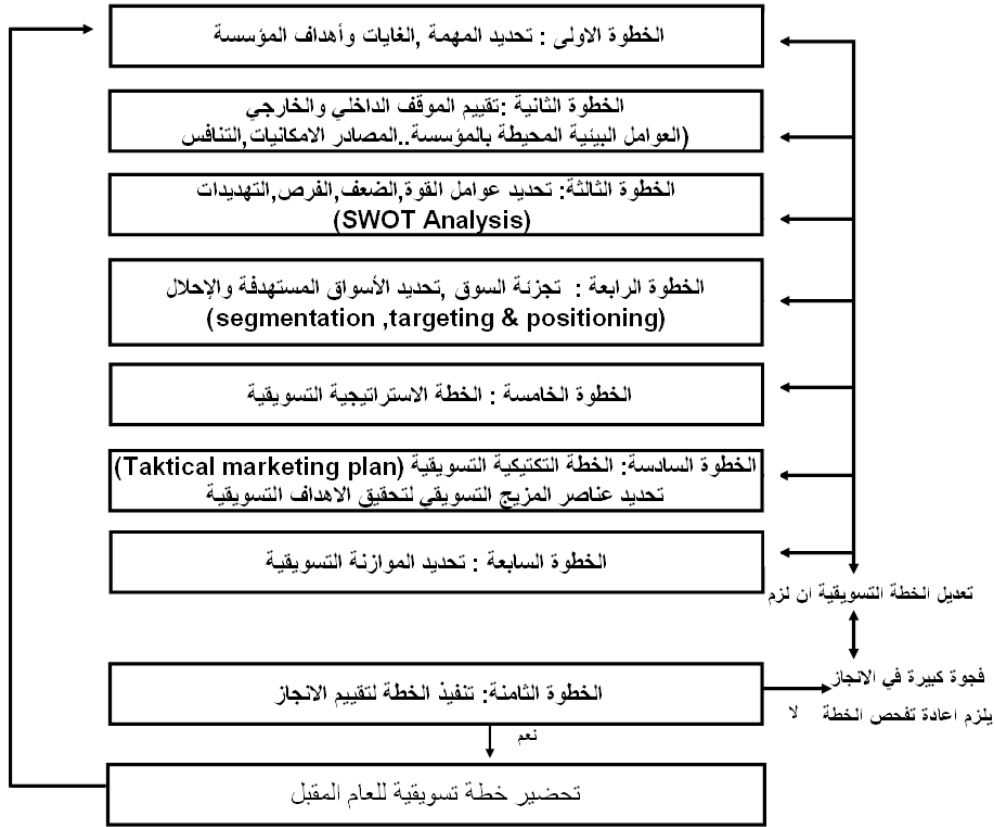 الخطوة الاولى : تحديد المهمة ,الغايات وأهداف المؤسسة
الخطوة الثانية :تقييم الموقف الداخلي والخارجي
(العوامل البيئية المحيطة بالمؤسسة..المصادر الامكانيات,التنافس
الخطوة الثالثة: تحديد عوامل القوة,الضعف,الفرص,التهديدات
(SWOT Analysis)
الخطوة الرابعة : تجزئة السوق ,تحديد الأسواق المستهدفة والإحلال
(segmentation ,targeting & positioning)
الخطوة الخامسة : الخطة الاستراتيجية التسويقية
الخطوة السادسة: الخطة التكتيكية التسويقية (Taktical marketing plan)
تحديد عناصر المزيج التسويقي لتحقيق الاهداف التسويقية
الخطوة السابعة : تحديد الموازنة التسويقية
تعديل الخطة التسويقية ان لزم
فجوة كبيرة في الانجاز
يلزم اعادة تفحص الخطة
لا
الخطوة الثامنة: تنفيذ الخطة لتقييم الانجاز
نعم
تحضير خطة تسويقية للعام المقبل